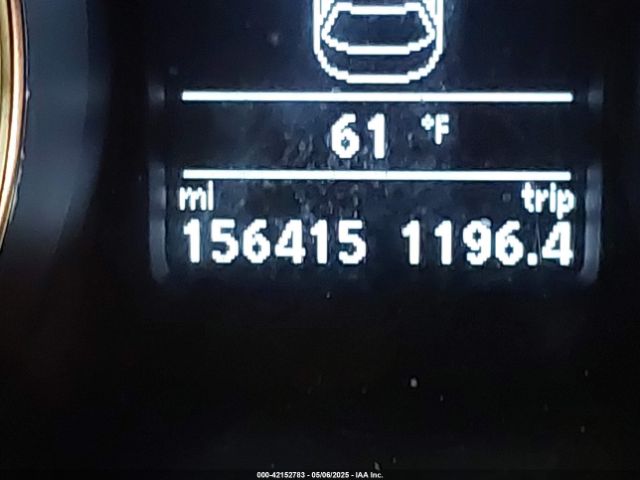 61 °F
mi trip
156415 1196.4
000-42152783 - 05/06/2025 - IAA Inc.